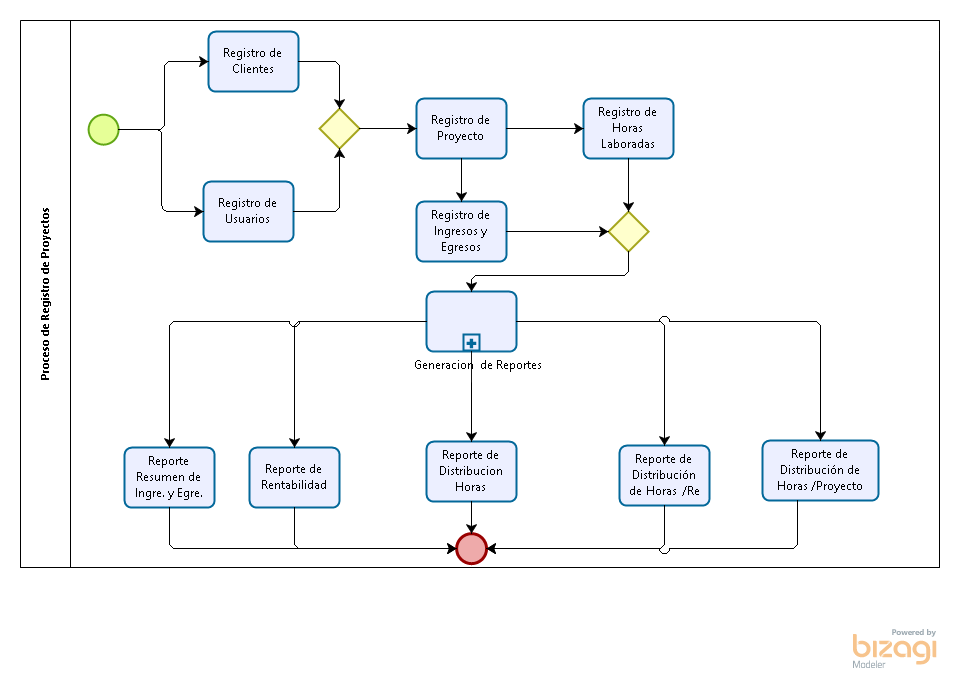 Proceso de Registro de Proyectos
Registro de
Clientes
Registro de
Usuarios
Registro de
Proyecto
Registro de
Horas
Laboradas
Registro de
Ingresos y
Egresos
Generacion de Reportes
Reporte
Resumen de
Ingre. y Egre.
Reporte de
Rentabilidad
Reporte de
Distribucion
Horas
Reporte de
Distribución
de Horas /Re
Reporte de
Distribución de
Horas /Proyecto
Powered by
bizagi
Modeler